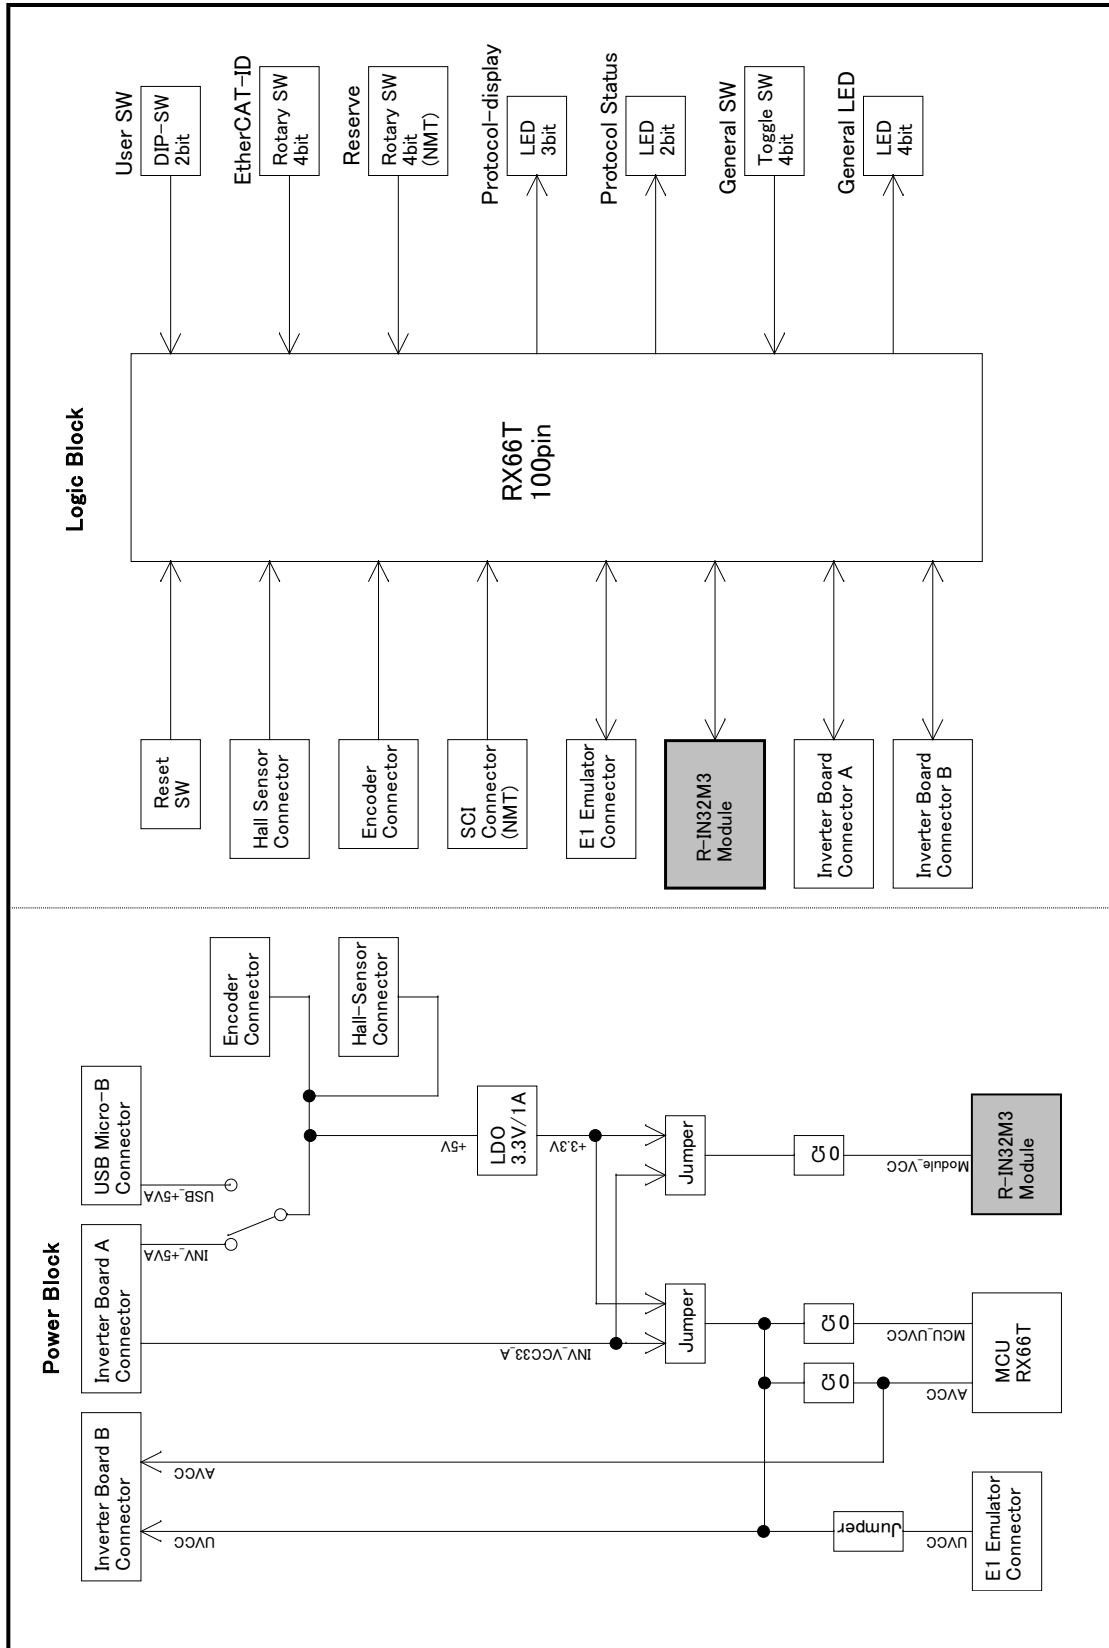 Power Block
Inverter Board B
Connector
Inverter Board A
Connector
USB Micro-B
Connector
Encoder
Connector
Hall-Sensor
Connector
UVCC
AVCC
INV_+5VA
USB_+5VA
INV_VCC33_A
+5V
LDO
3.3V/1A
+3.3V
Jumper
Jumper
Jumper
0Ω
0Ω
0Ω
UVCC
AVCC
MCU_UVCC
Module_VCC
E1 Emulator
Connector
MCU
RX66T
R-IN32M3
Module
Logic Block
Reset
SW
Hall Sensor
Connector
Encoder
Connector
SCI
Connector
(NMT)
E1 Emulator
Connector
R-IN32M3
Module
Inverter Board
Connector A
Inverter Board
Connector B
RX66T
100pin
User SW
DIP-SW
2bit
EtherCAT-ID
Rotary SW
4bit
Reserve
Rotary SW
4bit
(NMT)
Protocol-display
LED
3bit
Protocol Status
LED
2bit
General SW
Toggle SW
4bit
General LED
LED
4bit